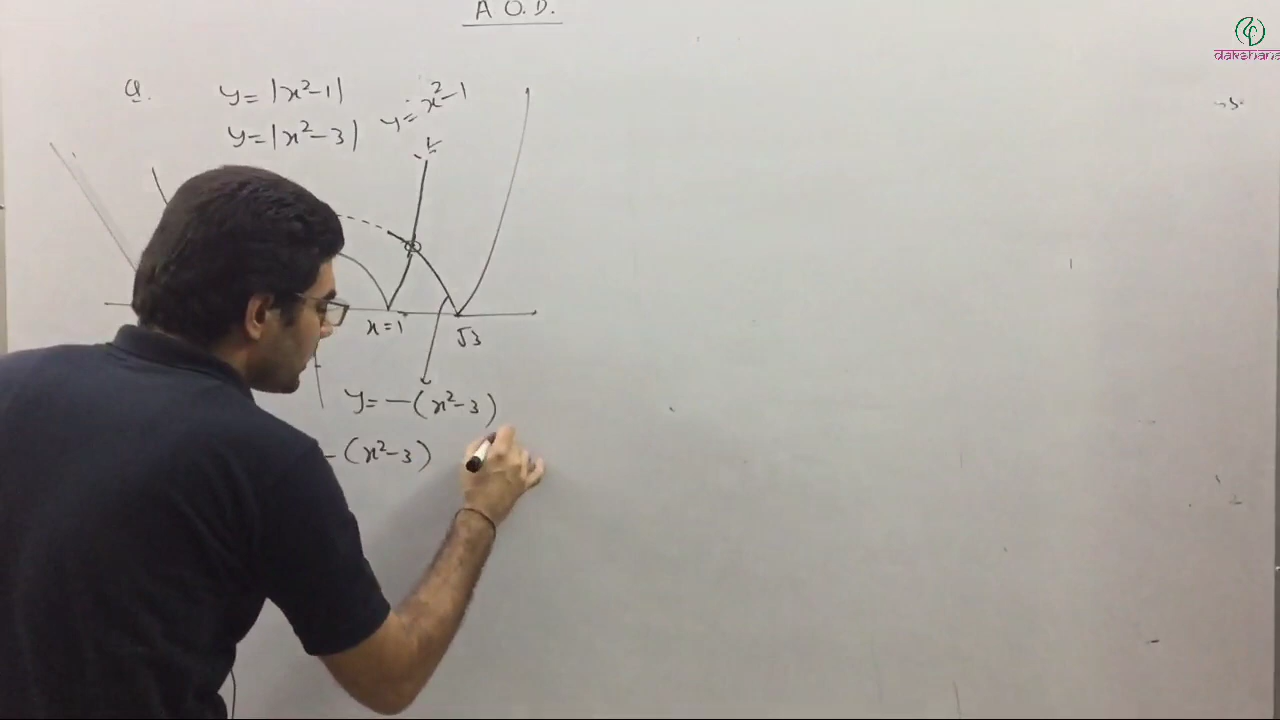 A O.D.
Q.
y = |x²-1|
y = x²-1
y = |x²-3|
x=1
√3
y = -(x²-3)
-(x²-3)
dakshana